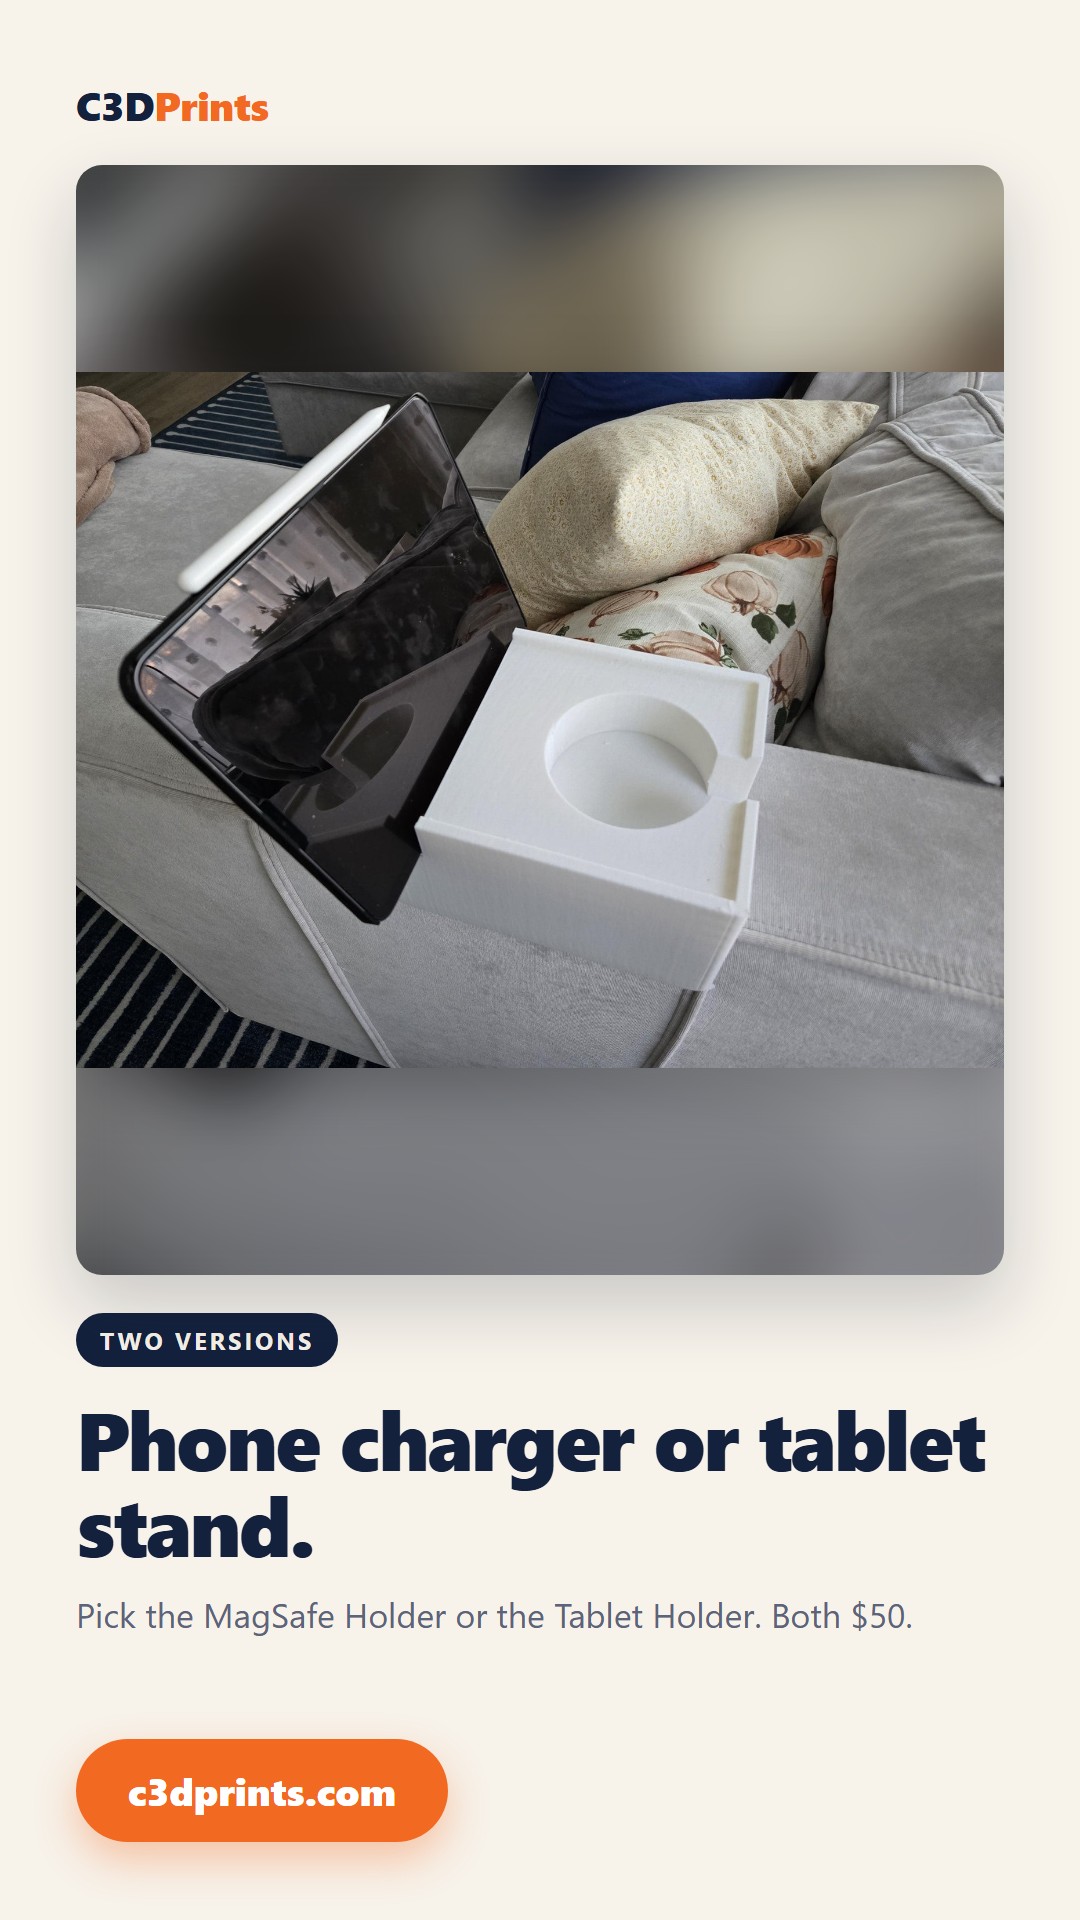 C3DPrints
TWO VERSIONS
Phone charger or tablet
stand.
Pick the MagSafe Holder or the Tablet Holder. Both $50.
c3dprints.com